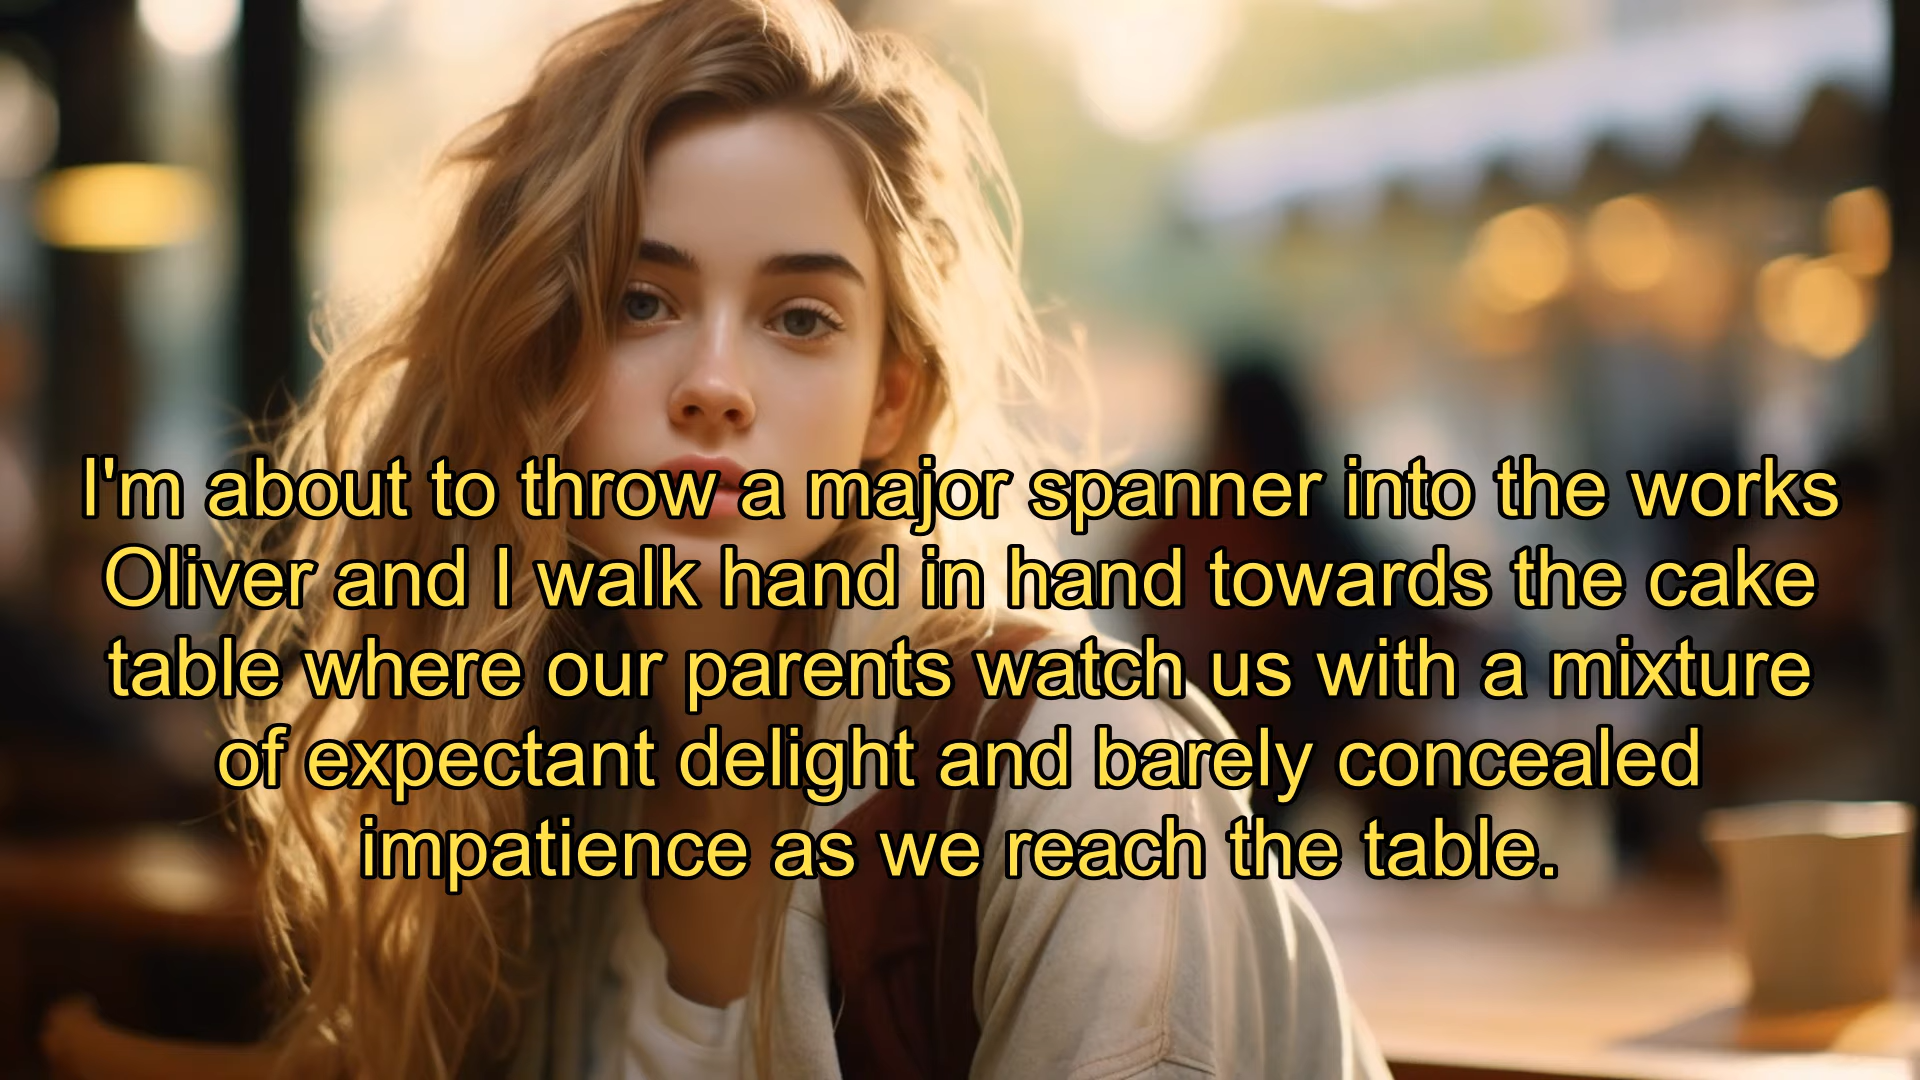 I'm about to throw a major spanner into the works
Oliver and I walk hand in hand towards the cake
table where our parents watch us with a mixture
of expectant delight and barely concealed
impatience as we reach the table.